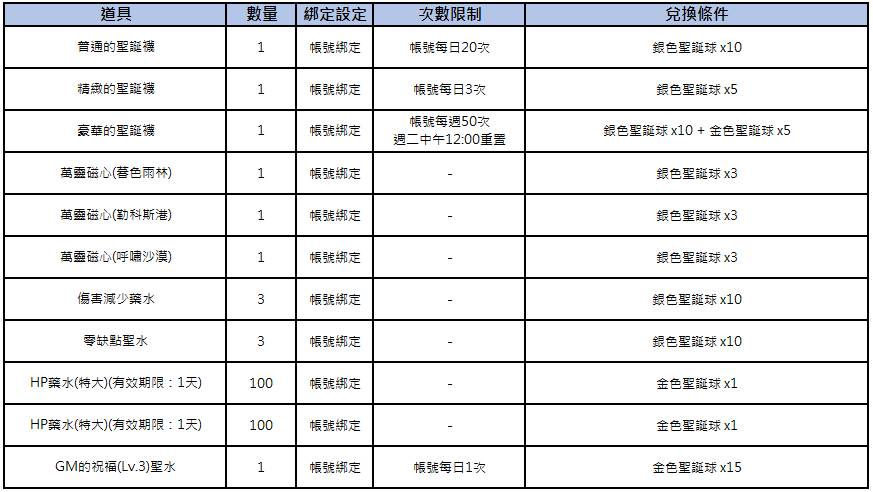 道具 數量 綁定設定 次數限制 兌換條件
普通的聖誕襪 1 帳號綁定 帳號每日20次 銀色聖誕球 x10
精緻的聖誕襪 1 帳號綁定 帳號每日3次 銀色聖誕球 x5
豪華的聖誕襪 1 帳號綁定 帳號每週50次 銀色聖誕球 x10 + 金色聖誕球 x5
週二中午12:00重置
萬靈磁心(暮色雨林) 1 帳號綁定 - 銀色聖誕球 x3
萬靈磁心(勒科斯港) 1 帳號綁定 - 銀色聖誕球 x3
萬靈磁心(呼嘯沙漠) 1 帳號綁定 - 銀色聖誕球 x3
傷害減少藥水 3 帳號綁定 - 銀色聖誕球 x10
零缺點聖水 3 帳號綁定 - 銀色聖誕球 x10
HP藥水(特大)(有效期限：1天) 100 帳號綁定 - 金色聖誕球 x1
HP藥水(特大)(有效期限：1天) 100 帳號綁定 - 金色聖誕球 x1
GM的祝福(Lv.3)聖水 1 帳號綁定 帳號每日1次 金色聖誕球 x15